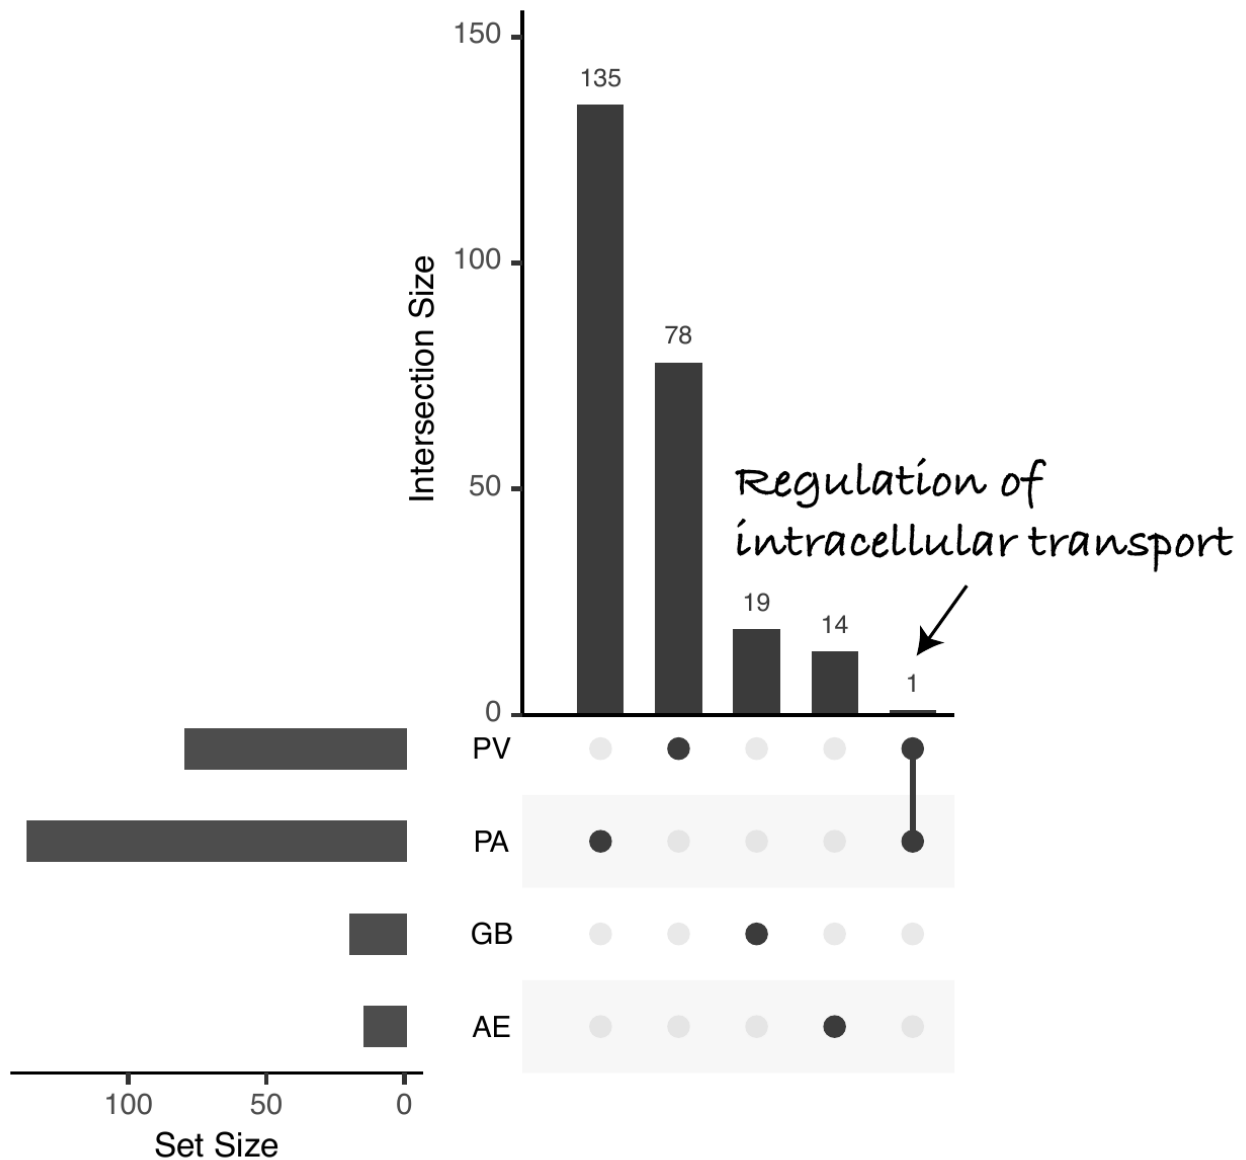 150
135
100
Intersection Size
78
50
Regulation of
intracellular transport
19
14
1
0
PV
PA
GB
AE
100 50 0
Set Size